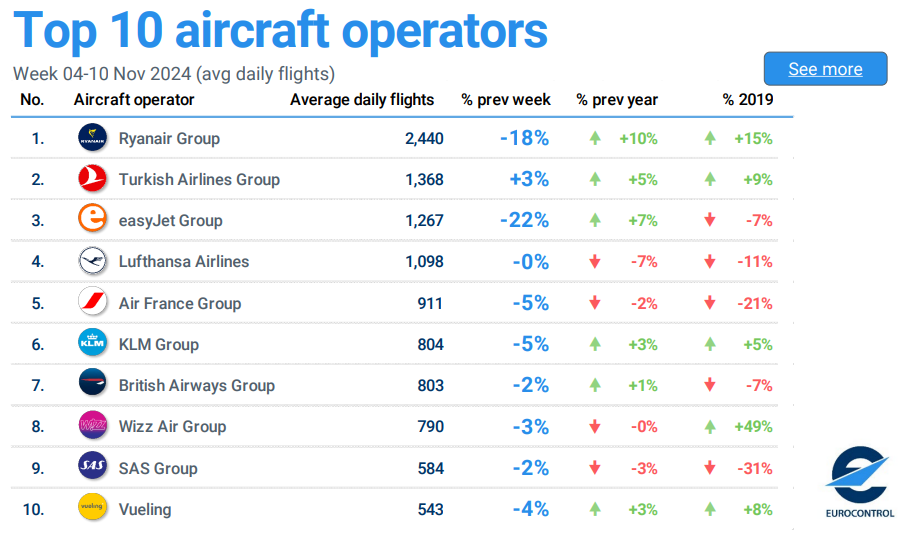 Top 10 aircraft operators
Week 04-10 Nov 2024 (avg daily flights)
See more
No. Aircraft operator Average daily flights % prev week % prev year % 2019
1. RYANAIR Ryanair Group 2,440 -18% +10% +15%
2. Turkish Airlines Group 1,368 +3% +5% +9%
3. easyJet Group 1,267 -22% +7% -7%
4. Lufthansa Airlines 1,098 -0% -7% -11%
5. Air France Group 911 -5% -2% -21%
6. KLM KLM Group 804 -5% +3% +5%
7. British Airways Group 803 -2% +1% -7%
8. WIZZ Wizz Air Group 790 -3% -0% +49%
9. SAS SAS Group 584 -2% -3% -31%
10. vueling Vueling 543 -4% +3% +8%
EUROCONTROL